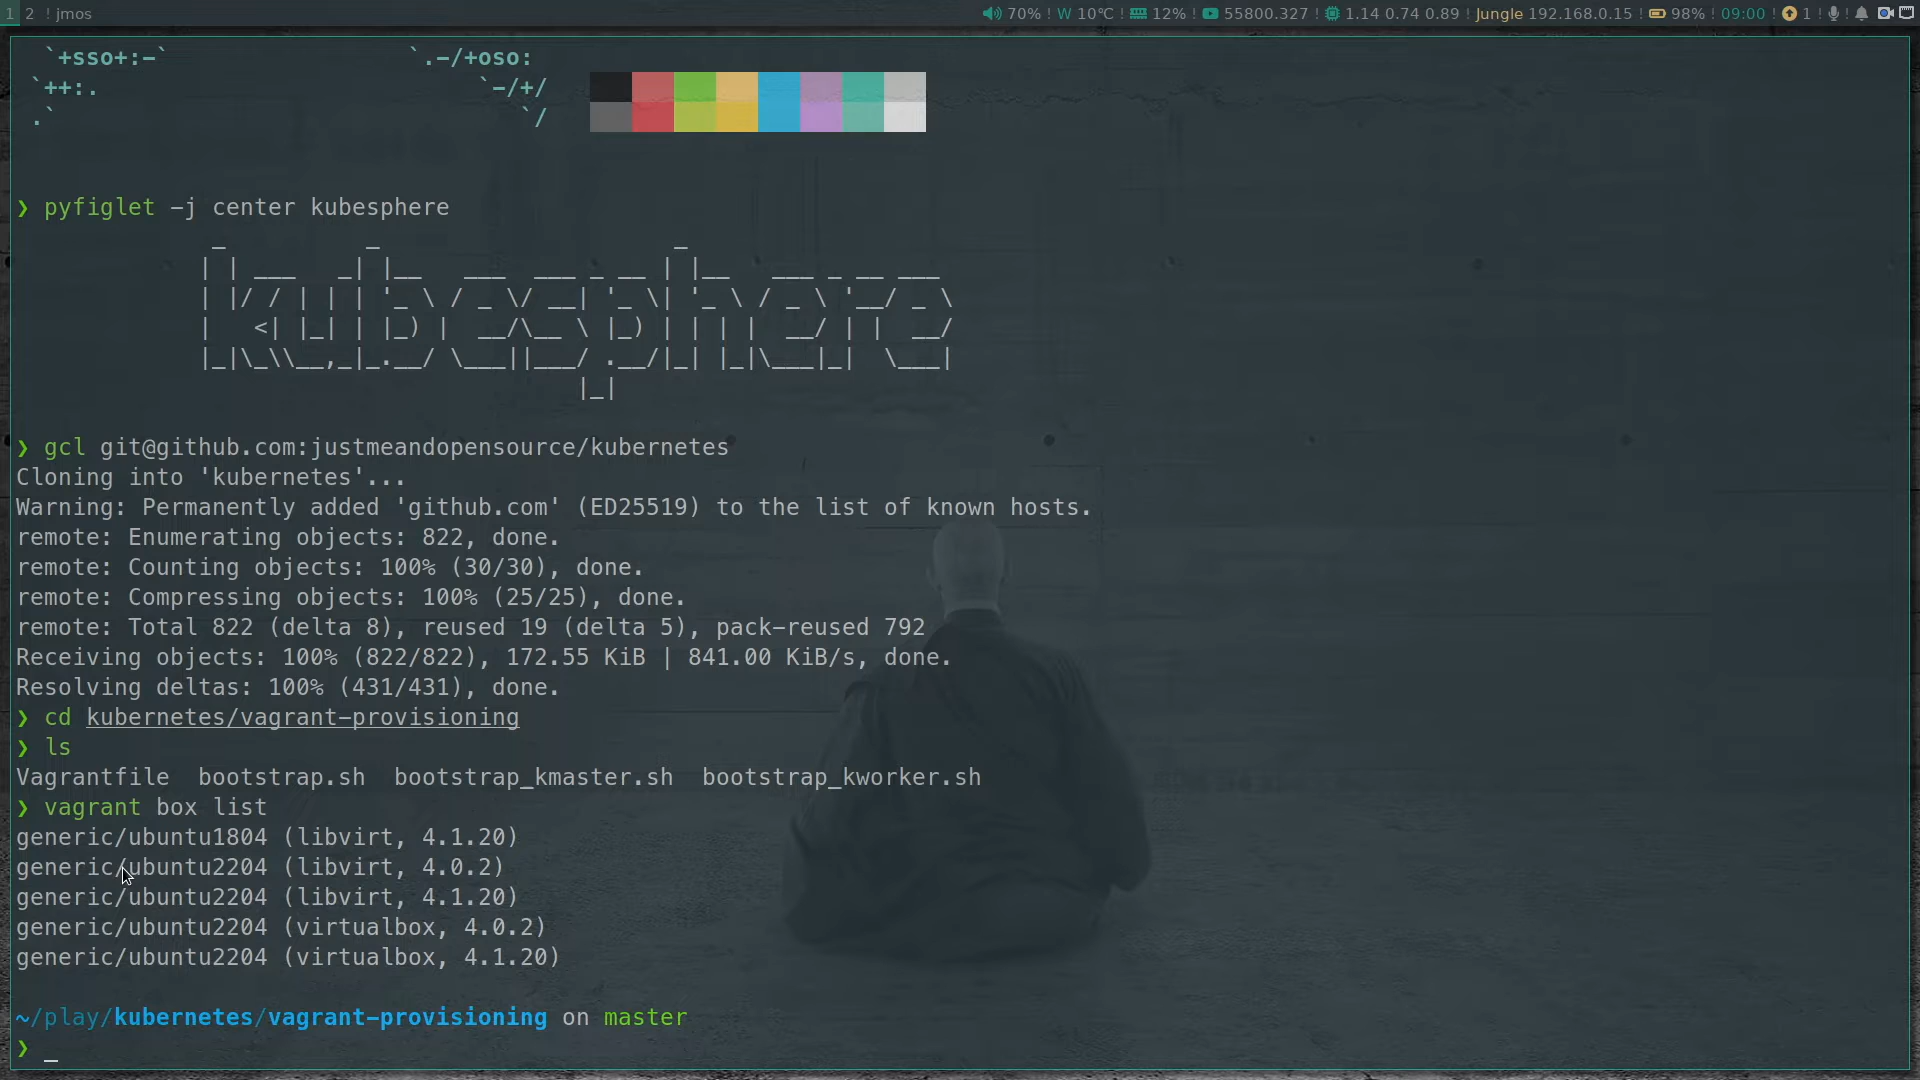 1 2 ! jmos 70% ! W 10°C ! 12% ! 55800.327 ! 1.14 0.74 0.89 ! Jungle 192.168.0.15 ! 98% ! 09:00 ! 1 ! ! !
`+sso+:-` `.-/+oso:
`++:. `-/+/
.` `/
❯ pyfiglet -j center kubesphere
kubesphere
❯ gcl git@github.com:justmeandopensource/kubernetes
Cloning into 'kubernetes'...
Warning: Permanently added 'github.com' (ED25519) to the list of known hosts.
remote: Enumerating objects: 822, done.
remote: Counting objects: 100% (30/30), done.
remote: Compressing objects: 100% (25/25), done.
remote: Total 822 (delta 8), reused 19 (delta 5), pack-reused 792
Receiving objects: 100% (822/822), 172.55 KiB | 841.00 KiB/s, done.
Resolving deltas: 100% (431/431), done.
❯ cd kubernetes/vagrant-provisioning
❯ ls
Vagrantfile bootstrap.sh bootstrap_kmaster.sh bootstrap_kworker.sh
❯ vagrant box list
generic/ubuntu1804 (libvirt, 4.1.20)
generic/ubuntu2204 (libvirt, 4.0.2)
generic/ubuntu2204 (libvirt, 4.1.20)
generic/ubuntu2204 (virtualbox, 4.0.2)
generic/ubuntu2204 (virtualbox, 4.1.20)
~/play/kubernetes/vagrant-provisioning on master
❯ _